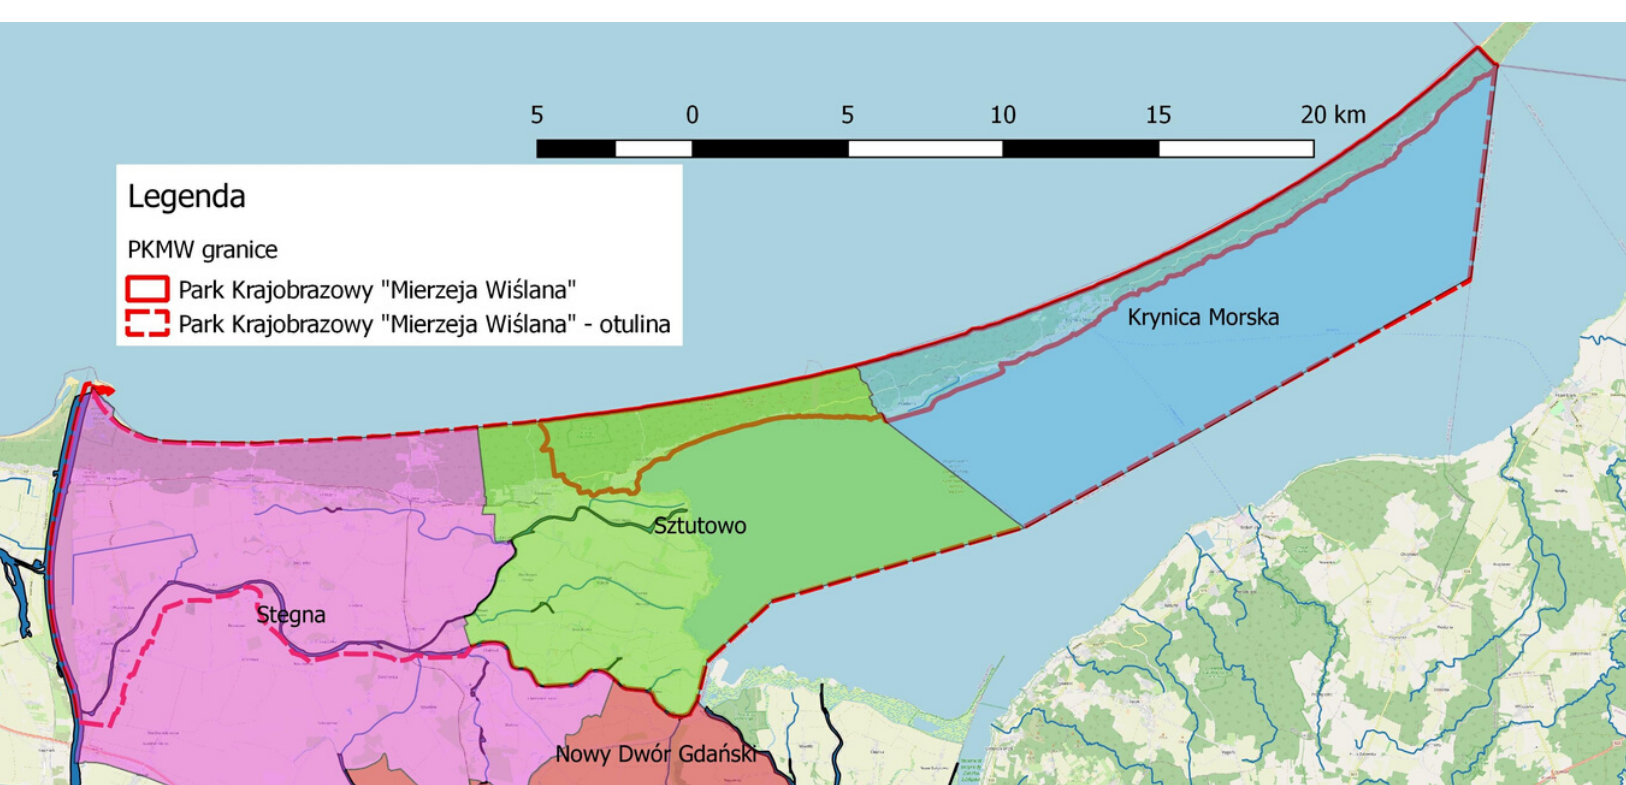 5 0 5 10 15 20 km
Legenda
PKMW granice
Park Krajobrazowy "Mierzeja Wiślana"
Park Krajobrazowy "Mierzeja Wiślana" - otulina
Krynica Morska
Sztutowo
Stegna
Nowy Dwór Gdański